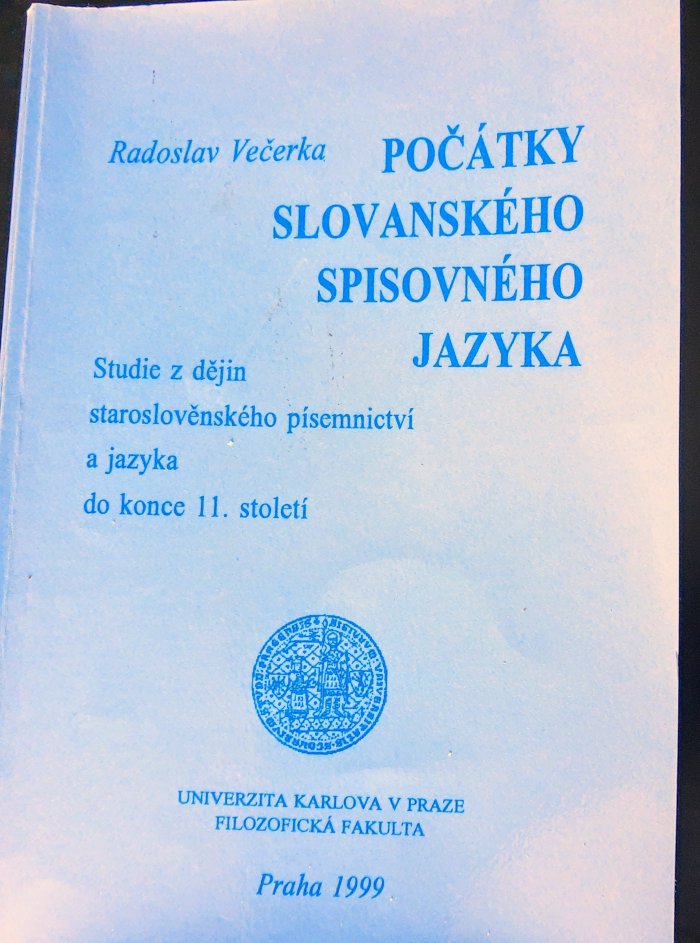 Radoslav Večerka
POČÁTKY
SLOVANSKÉHO
SPISOVNÉHO
JAZYKA
Studie z dějin
staroslověnského písemnictví
a jazyka
do konce 11. století
UNIVERZITA KARLOVA V PRAZE
FILOZOFICKÁ FAKULTA
Praha 1999